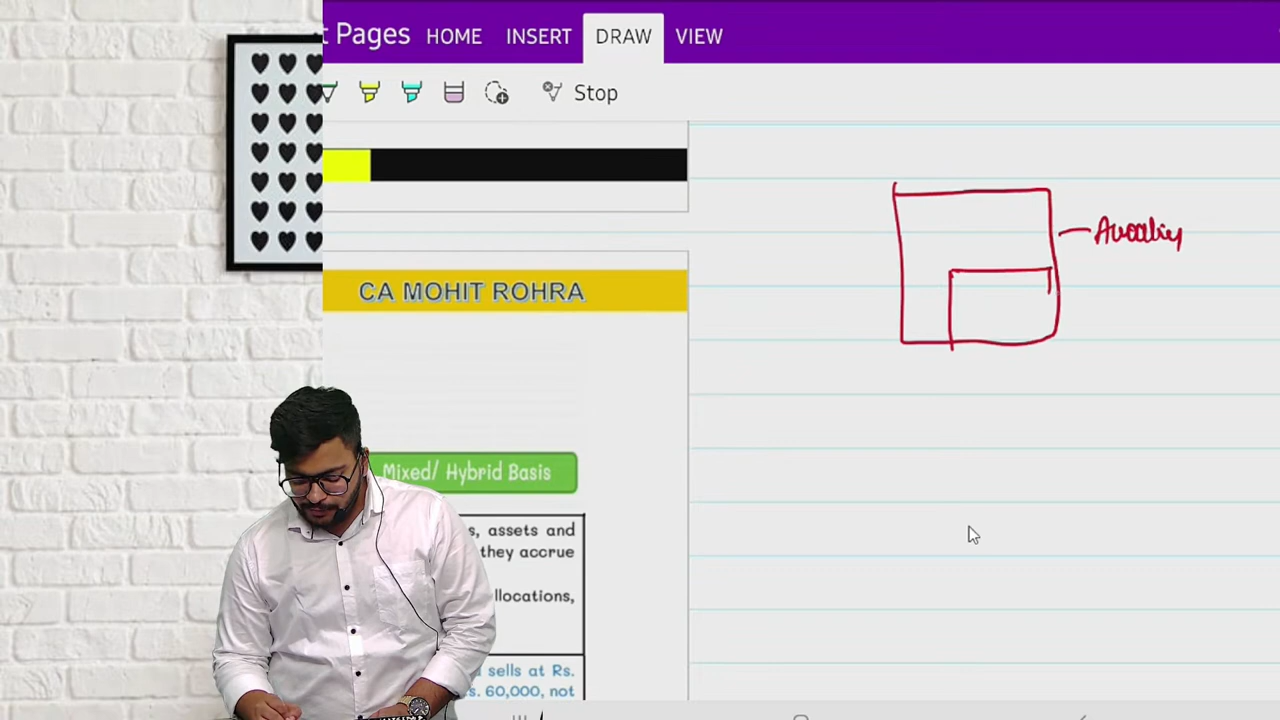 t Pages HOME INSERT DRAW VIEW
Stop
CA MOHIT ROHRA
Mixed/ Hybrid Basis
s, assets and
they accrue
llocations,
sells at Rs.
s. 60,000, not